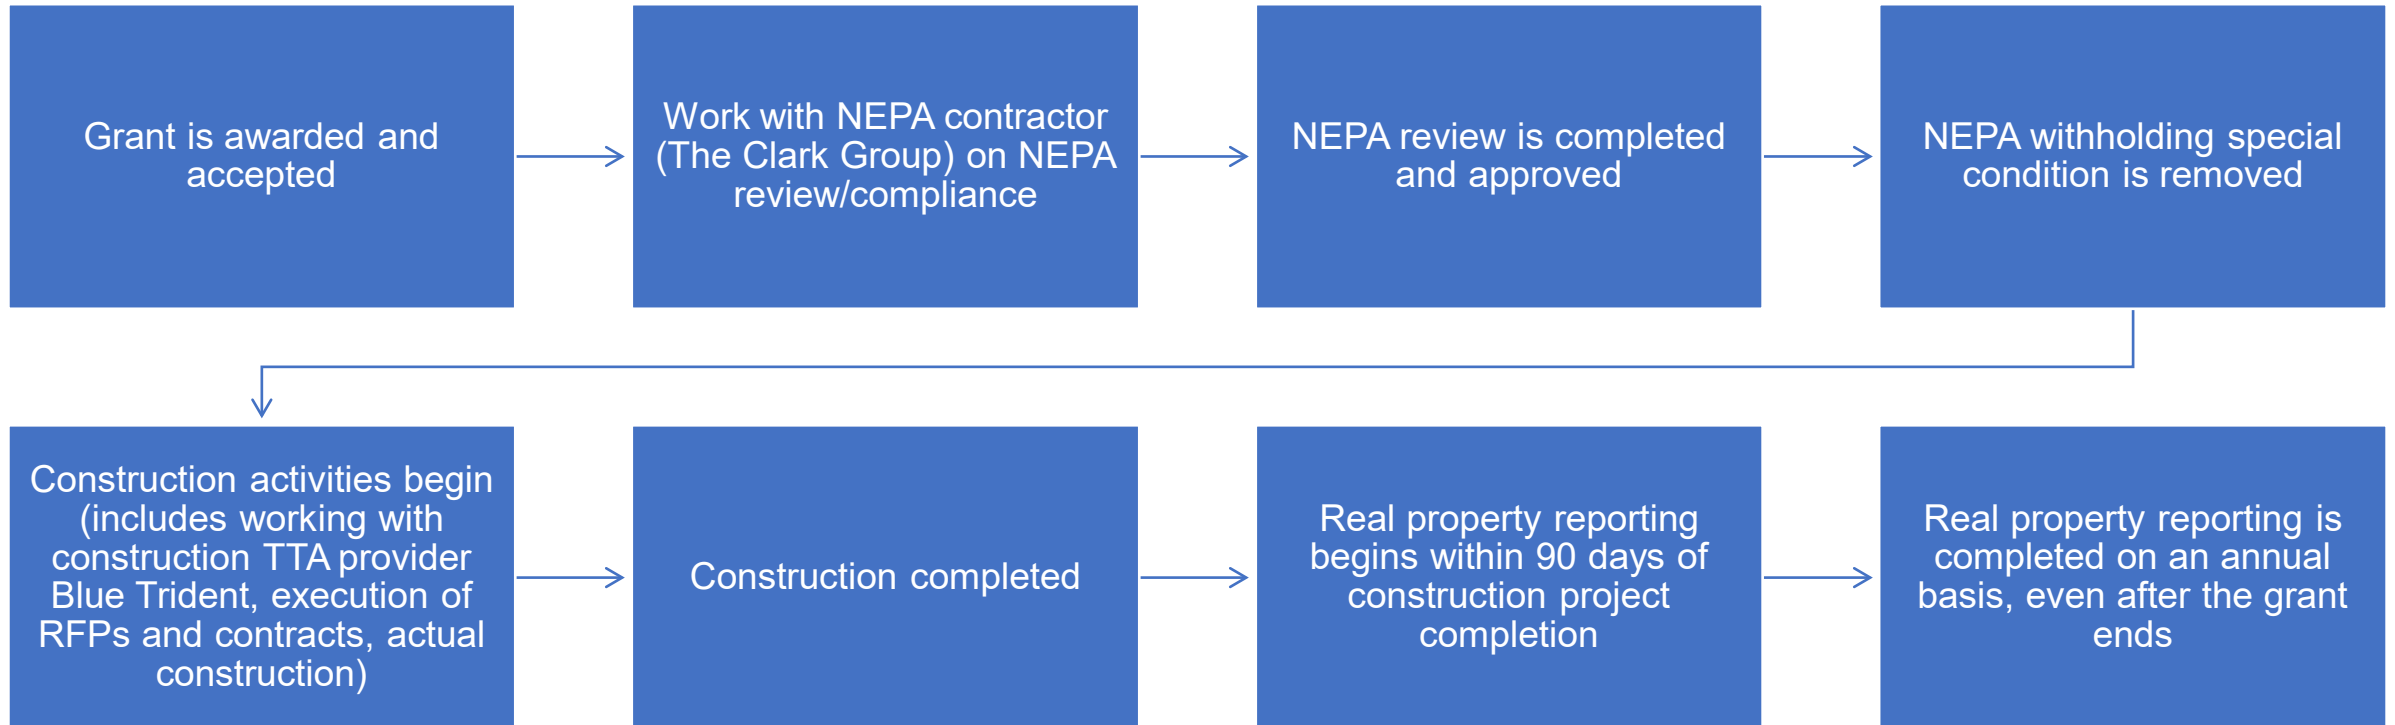 Grant is awarded and
accepted
Work with NEPA contractor
(The Clark Group) on NEPA
review/compliance
NEPA review is completed
and approved
NEPA withholding special
condition is removed
Construction activities begin
(includes working with
construction TTA provider
Blue Trident, execution of
RFPs and contracts, actual
construction)
Construction completed
Real property reporting
begins within 90 days of
construction project
completion
Real property reporting is
completed on an annual
basis, even after the grant
ends